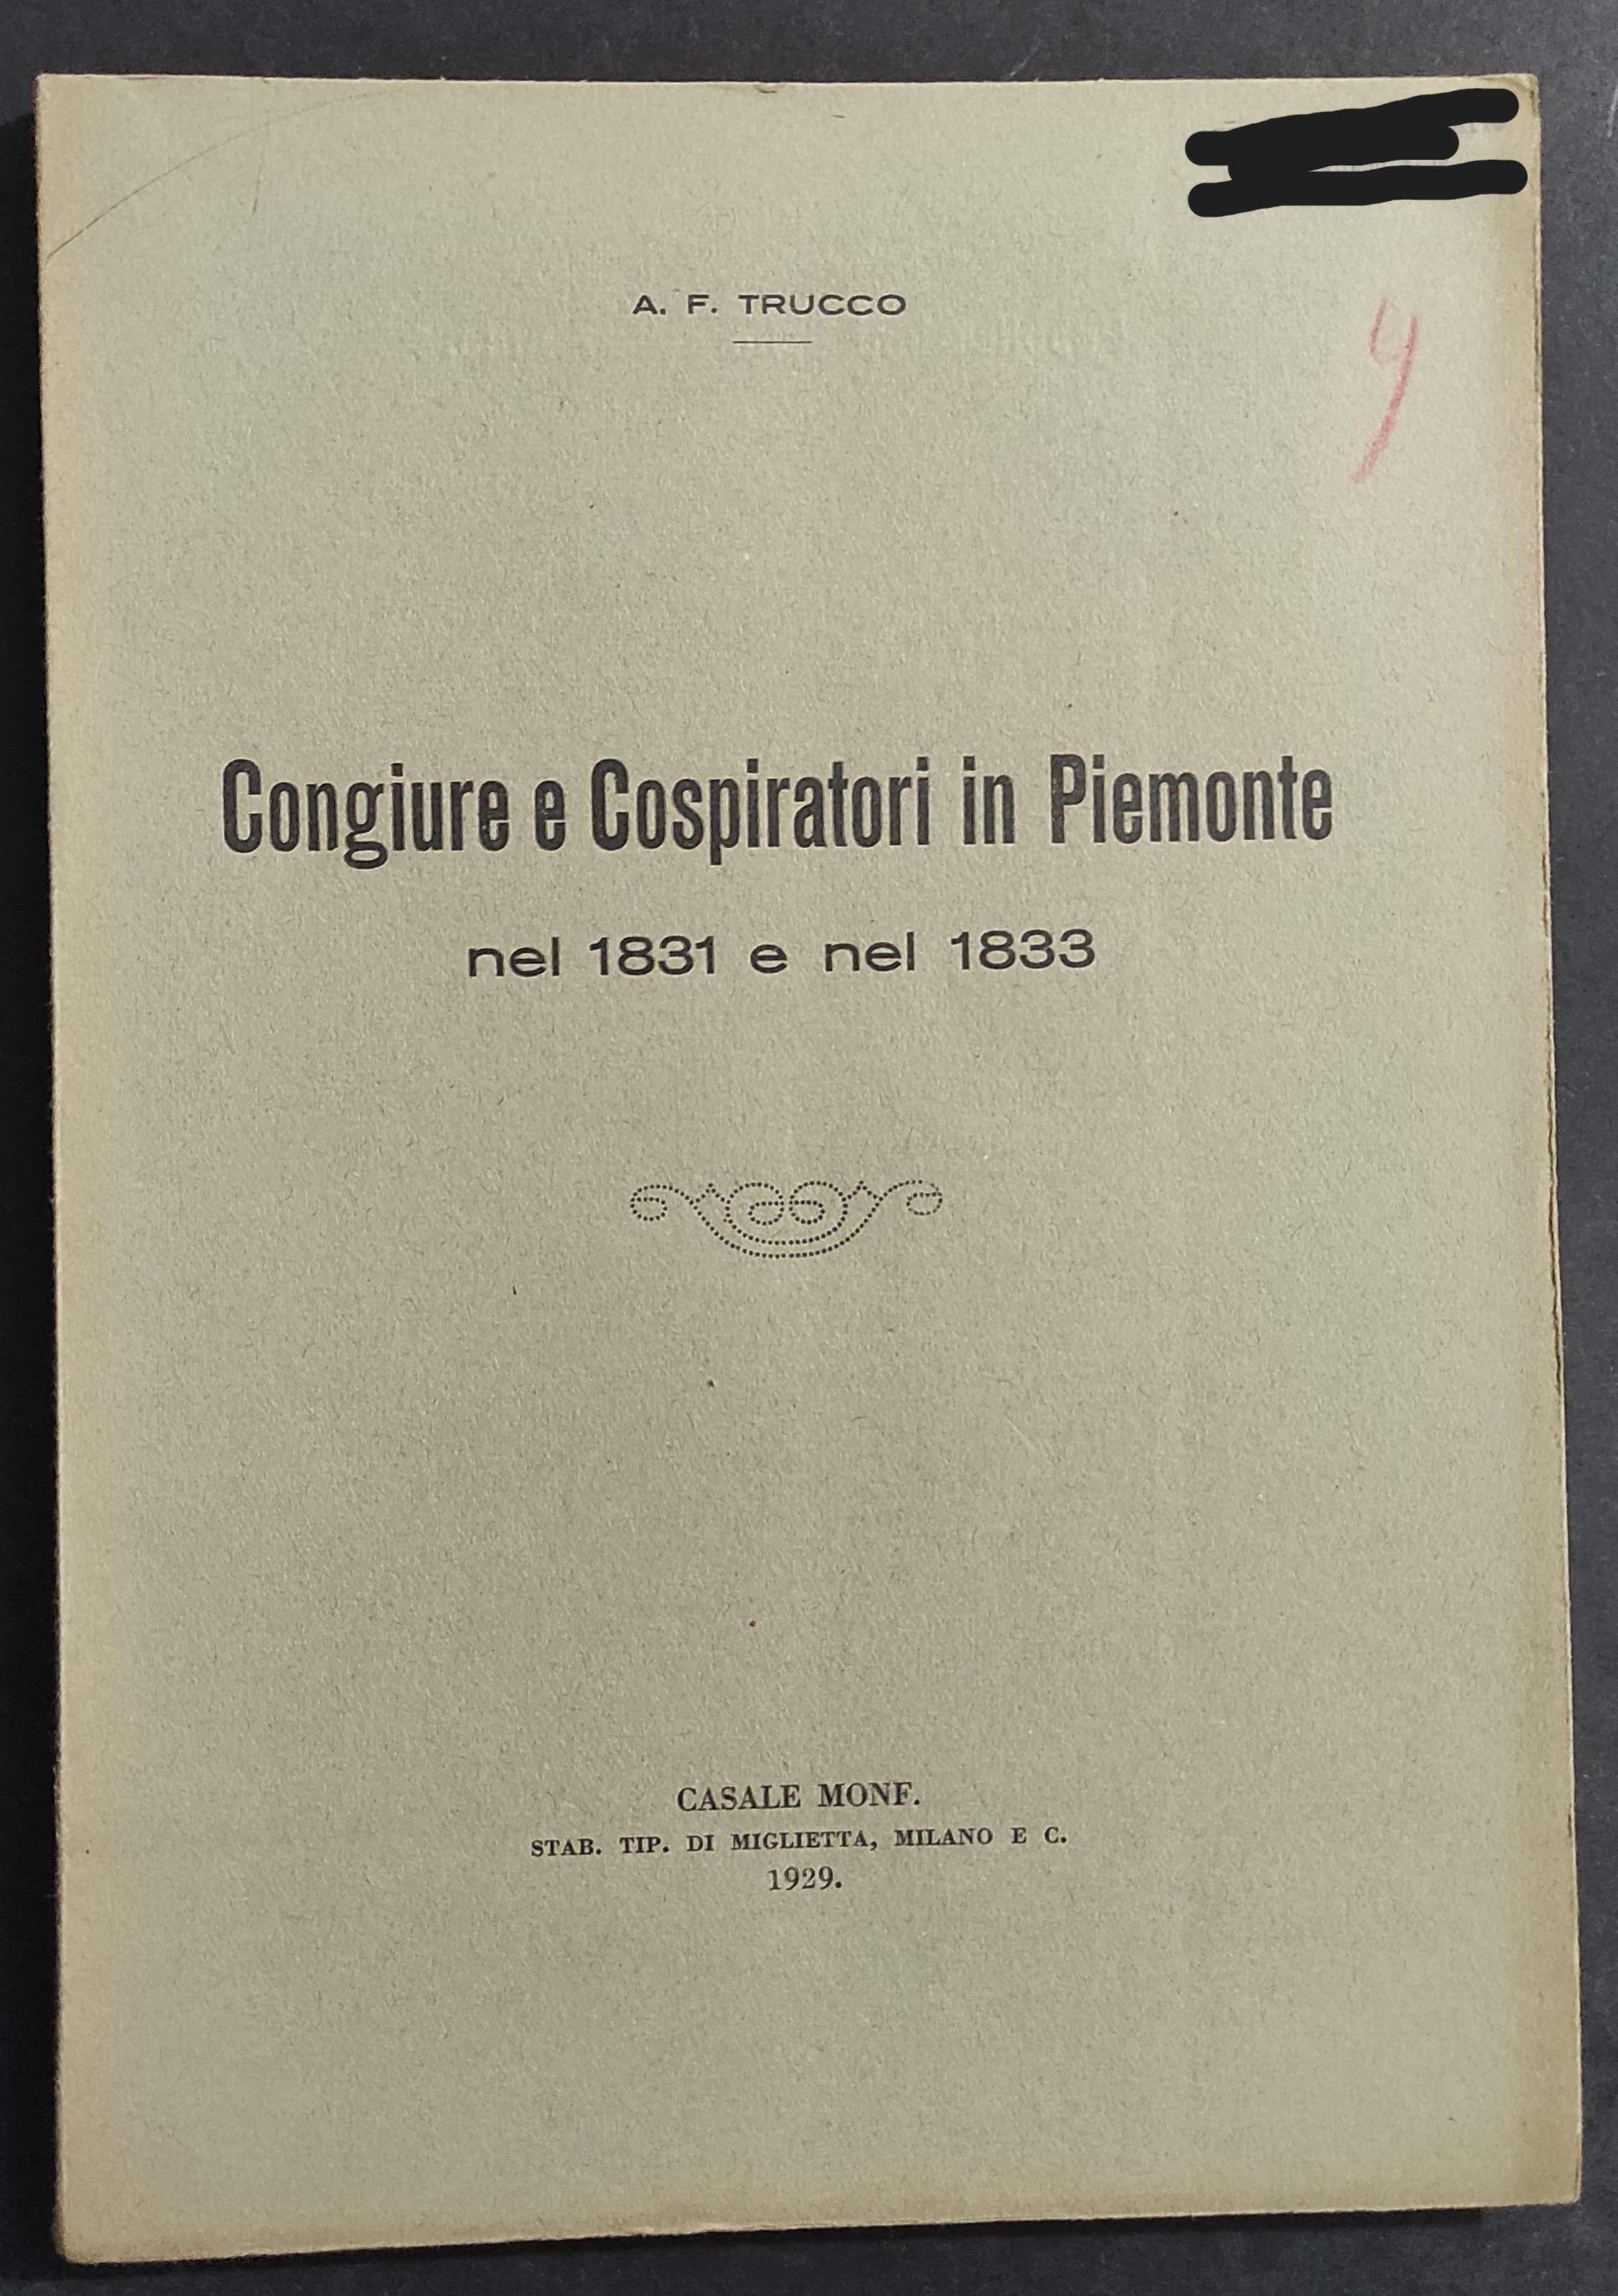 A. F. TRUCCO
Congiure e Cospiratori in Piemonte
nel 1831 e nel 1833
CASALE MONF.
STAB. TIP. DI MIGLIETTA, MILANO E C.
1929.